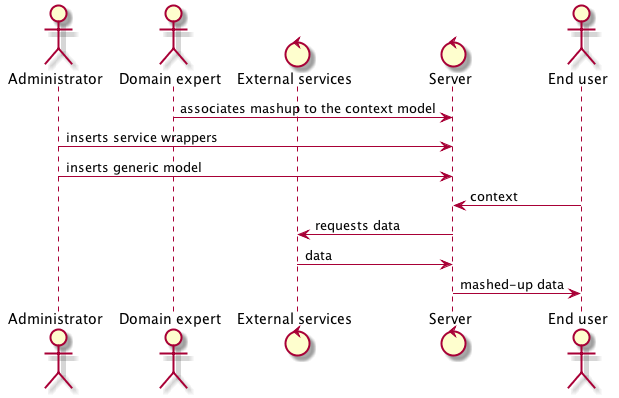 Administrator Domain expert External services Server End user
associates mashup to the context model
inserts service wrappers
inserts generic model
context
requests data
data
mashed-up data
Administrator Domain expert External services Server End user